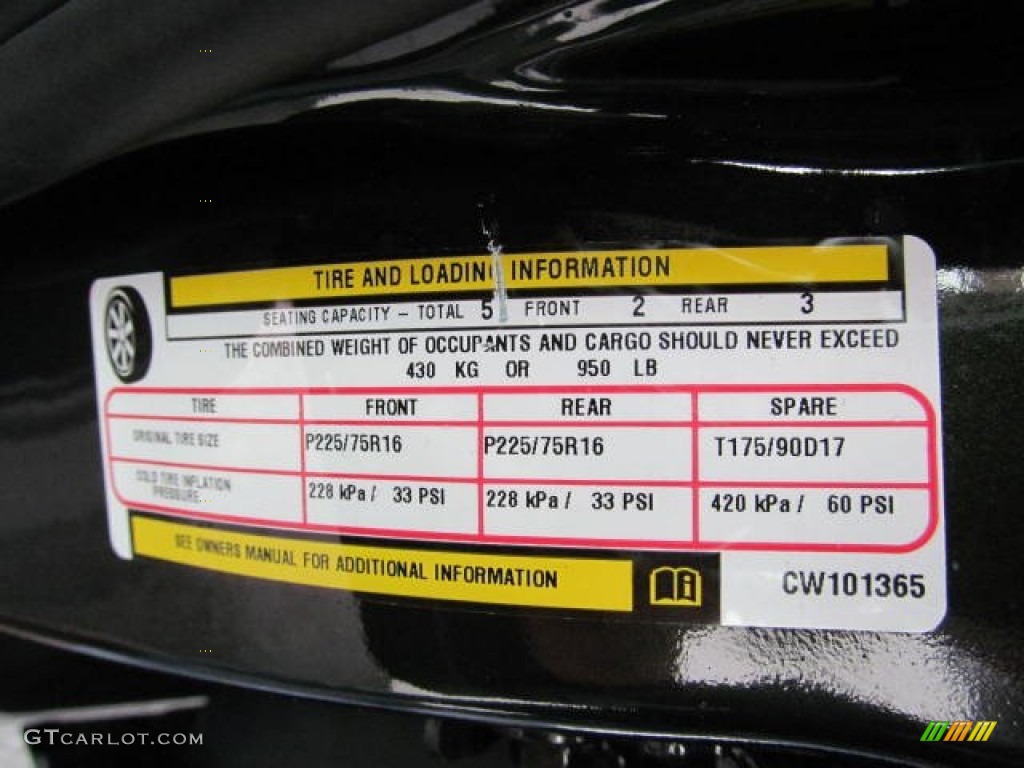 TIRE AND LOADING INFORMATION
SEATING CAPACITY – TOTAL 5 FRONT 2 REAR 3
THE COMBINED WEIGHT OF OCCUPANTS AND CARGO SHOULD NEVER EXCEED
430 KG OR 950 LB
TIRE FRONT REAR SPARE
ORIGINAL TIRE SIZE P225/75R16 P225/75R16 T175/90D17
COLD TIRE INFLATION
PRESSURE 228 kPa / 33 PSI 228 kPa / 33 PSI 420 kPa / 60 PSI
SEE OWNERS MANUAL FOR ADDITIONAL INFORMATION
CW101365
GTCARLOT.COM